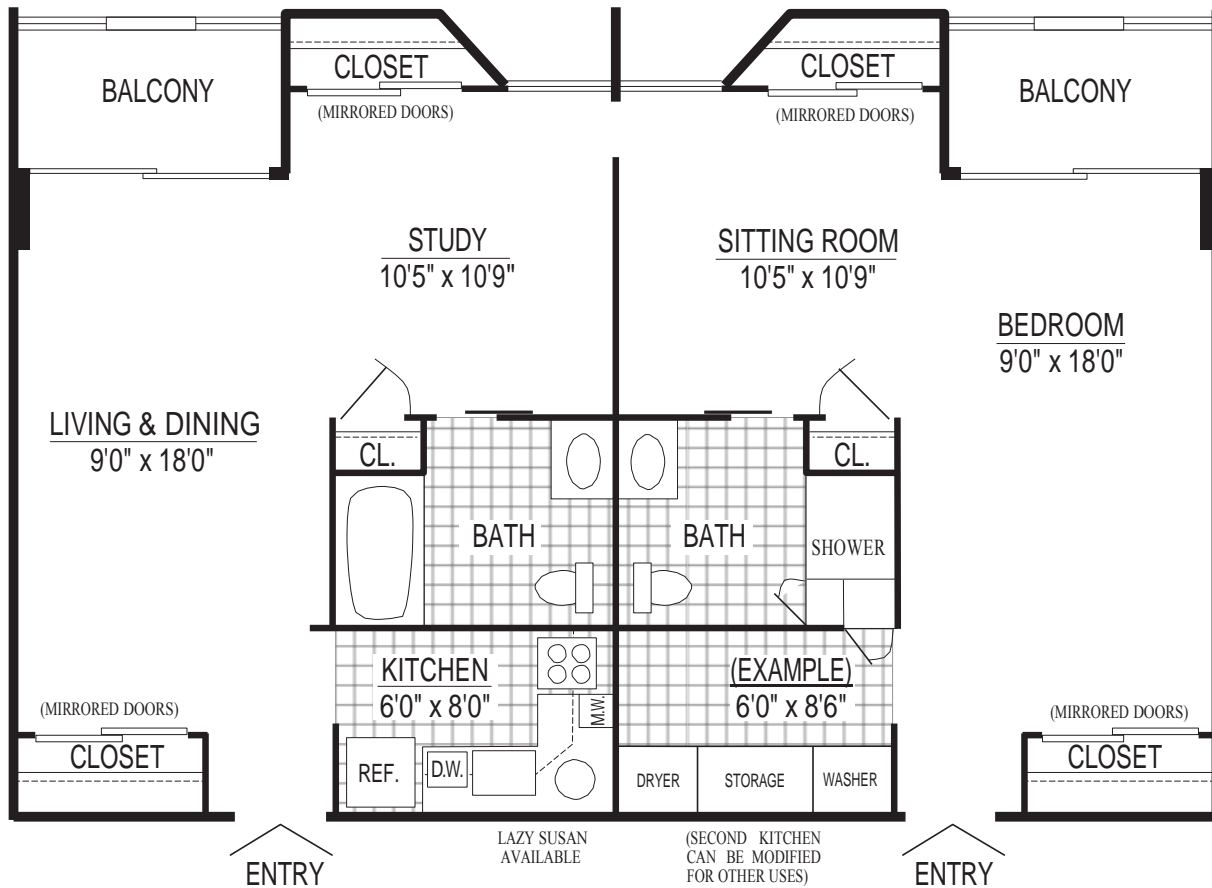 BALCONY
CLOSET
(MIRRORED DOORS)
CLOSET
(MIRRORED DOORS)
BALCONY
STUDY
10'5" x 10'9"
SITTING ROOM
10'5" x 10'9"
BEDROOM
9'0" x 18'0"
LIVING & DINING
9'0" x 18'0"
CL.
CL.
BATH
BATH
SHOWER
KITCHEN
6'0" x 8'0"
M.W.
(EXAMPLE)
6'0" x 8'6"
(MIRRORED DOORS)
CLOSET
(MIRRORED DOORS)
CLOSET
REF.
D.W.
DRYER
STORAGE
WASHER
ENTRY
LAZY SUSAN
AVAILABLE
(SECOND KITCHEN
CAN BE MODIFIED
FOR OTHER USES)
ENTRY